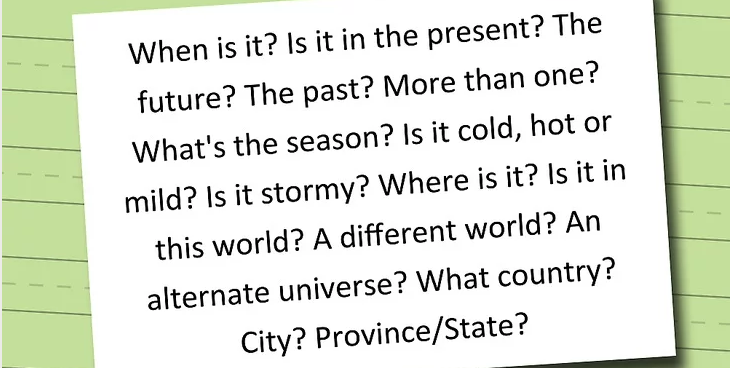 When is it? Is it in the present? The
future? The past? More than one?
What's the season? Is it cold, hot or
mild? Is it stormy? Where is it? Is it in
this world? A different world? An
alternate universe? What country?
City? Province/State?